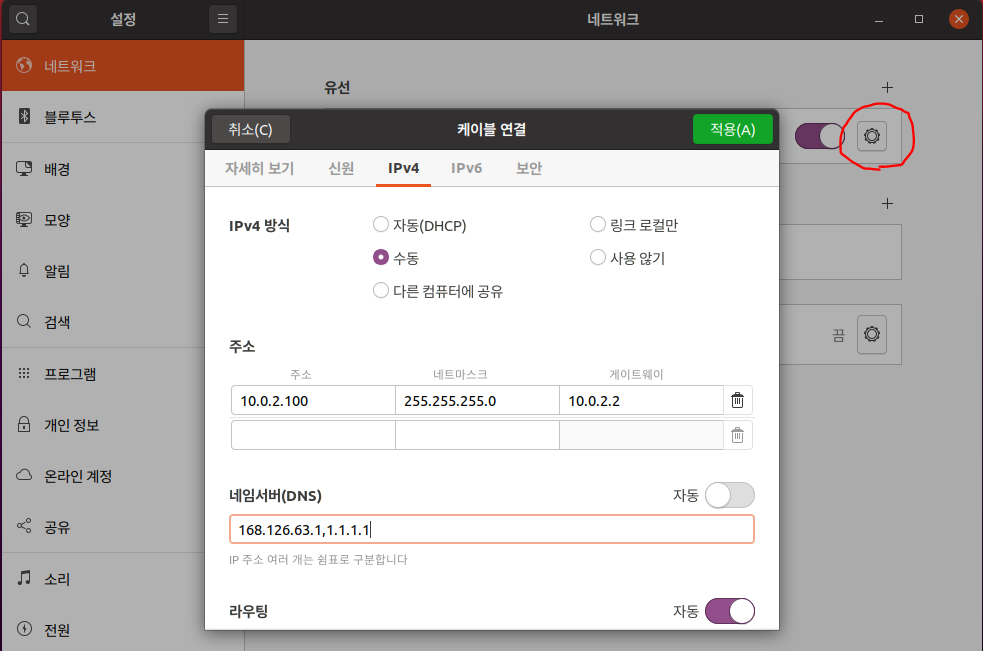 설정
네트워크
네트워크
블루투스
배경
모양
알림
검색
프로그램
개인 정보
온라인 계정
공유
소리
전원
유선
끔
취소(C)
케이블 연결
적용(A)
자세히 보기 신원 IPv4 IPv6 보안
IPv4 방식
자동(DHCP) 링크 로컬만
수동 사용 않기
다른 컴퓨터에 공유
주소
주소 네트마스크 게이트웨이
10.0.2.100 255.255.255.0 10.0.2.2
네임서버(DNS) 자동
168.126.63.1,1.1.1.1
IP 주소 여러 개는 쉼표로 구분합니다
라우팅 자동